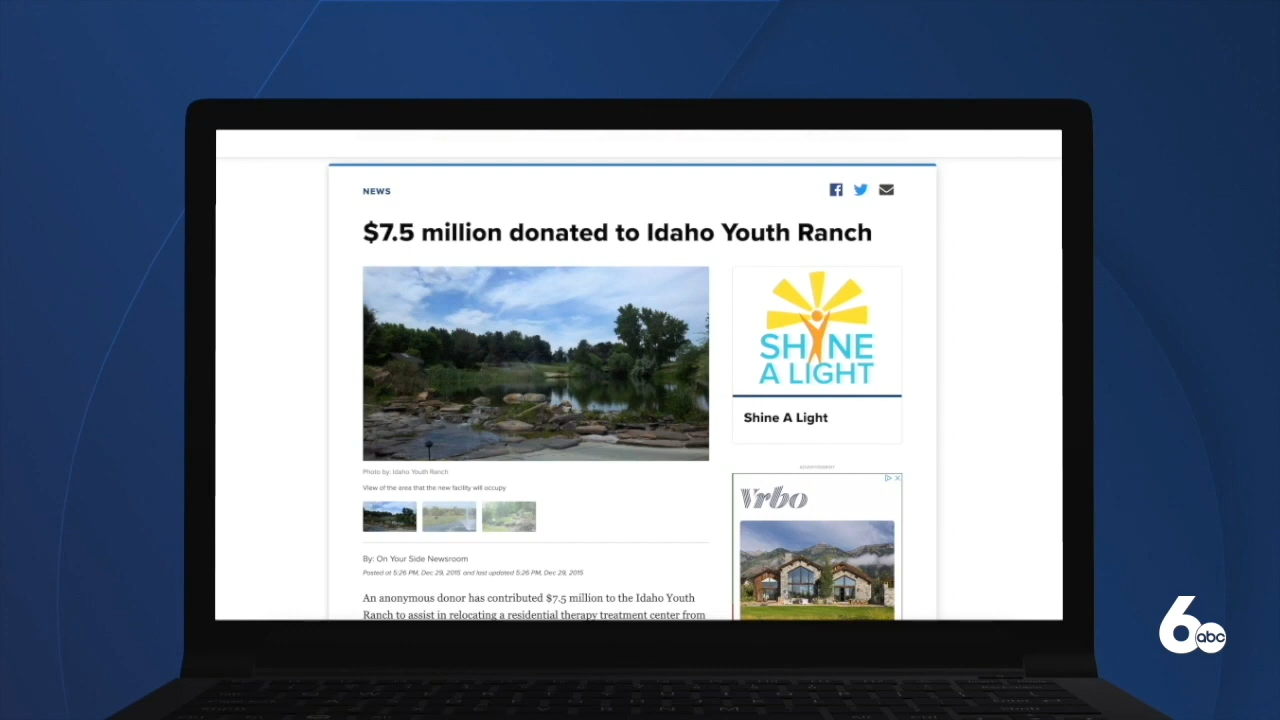 NEWS
$7.5 million donated to Idaho Youth Ranch
SHINE
A LIGHT
Shine A Light
Photo by: Idaho Youth Ranch
View of the area that the new facility will occupy
ADVERTISEMENT
Vrbo
By: On Your Side Newsroom
Posted at 5:26 PM, Dec 29, 2015 and last updated 5:26 PM, Dec 29, 2015
An anonymous donor has contributed $7.5 million to the Idaho Youth
Ranch to assist in relocating a residential therapy treatment center from
6 abc